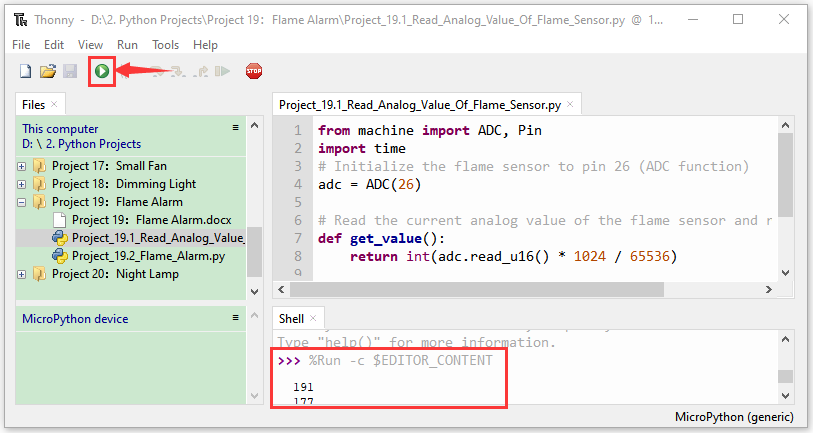 Thonny - D:\2. Python Projects\Project 19：Flame Alarm\Project_19.1_Read_Analog_Value_Of_Flame_Sensor.py @ 1...
File Edit View Run Tools Help
STOP
Files
This computer
D: \ 2. Python Projects
Project 17：Small Fan
Project 18：Dimming Light
Project 19：Flame Alarm
Project 19：Flame Alarm.docx
Project_19.1_Read_Analog_Value_
Project_19.2_Flame_Alarm.py
Project 20：Night Lamp
MicroPython device
Project_19.1_Read_Analog_Value_Of_Flame_Sensor.py
1 from machine import ADC, Pin
2 import time
3 # Initialize the flame sensor to pin 26 (ADC function)
4 adc = ADC(26)
5
6 # Read the current analog value of the flame sensor and r
7 def get_value():
8 return int(adc.read_u16() * 1024 / 65536)
9
Shell
Type "help()" for more information.
>>> %Run -c $EDITOR_CONTENT
191
177
MicroPython (generic)